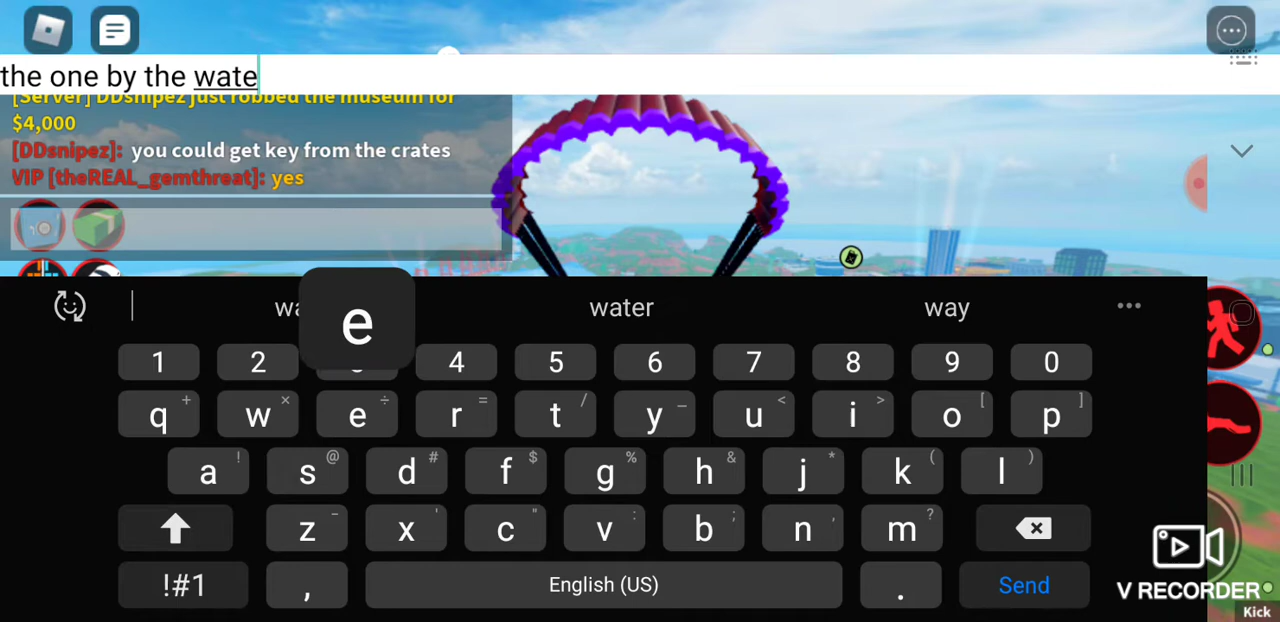 the one by the wate
[Server] DDsnipez just robbed the museum for
$4,000
[DDsnipez]: you could get key from the crates
VIP [theREAL_gemthreat]: yes
water way
e
1 2 4 5 6 7 8 9 0
q + w × e ÷ r = t / y _ u < i > o [ p ]
a ! s @ d # f $ g % h & j * k ( l )
z - x ' c " v : b ; n , m ?
!#1 , English (US) . Send
V RECORDER
Kick